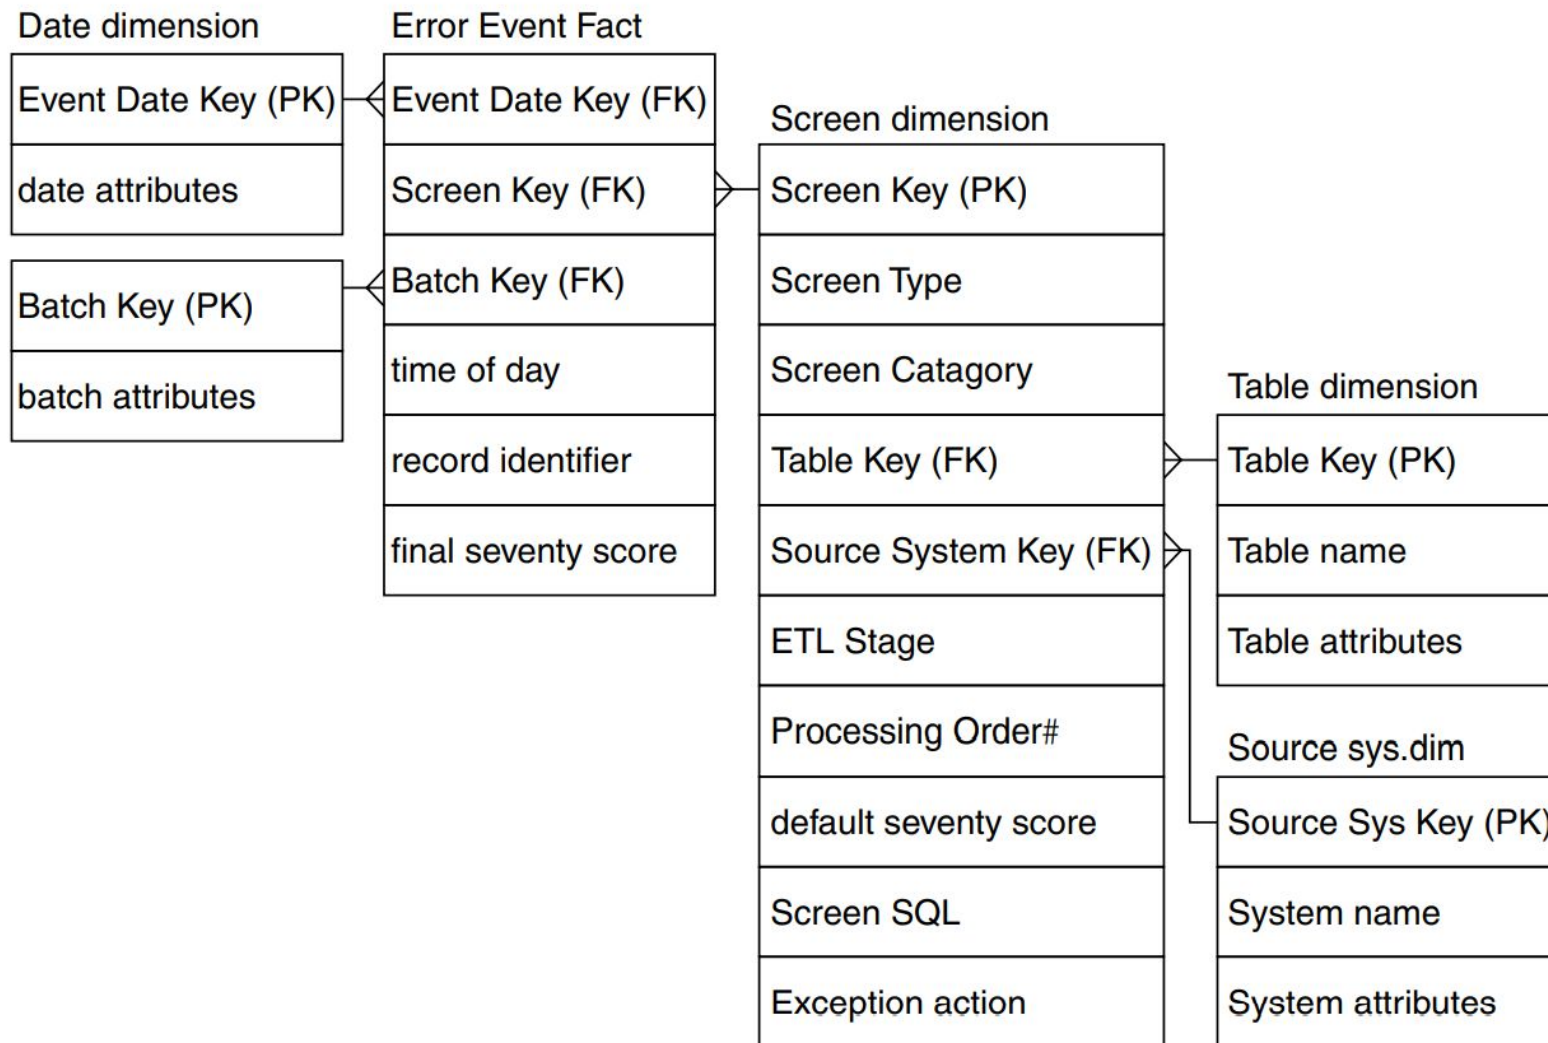 Date dimension
Event Date Key (PK)
date attributes
Batch Key (PK)
batch attributes
Error Event Fact
Event Date Key (FK)
Screen Key (FK)
Batch Key (FK)
time of day
record identifier
final seventy score
Screen dimension
Screen Key (PK)
Screen Type
Screen Catagory
Table Key (FK)
Source System Key (FK)
ETL Stage
Processing Order#
default seventy score
Screen SQL
Exception action
Table dimension
Table Key (PK)
Table name
Table attributes
Source sys.dim
Source Sys Key (PK)
System name
System attributes